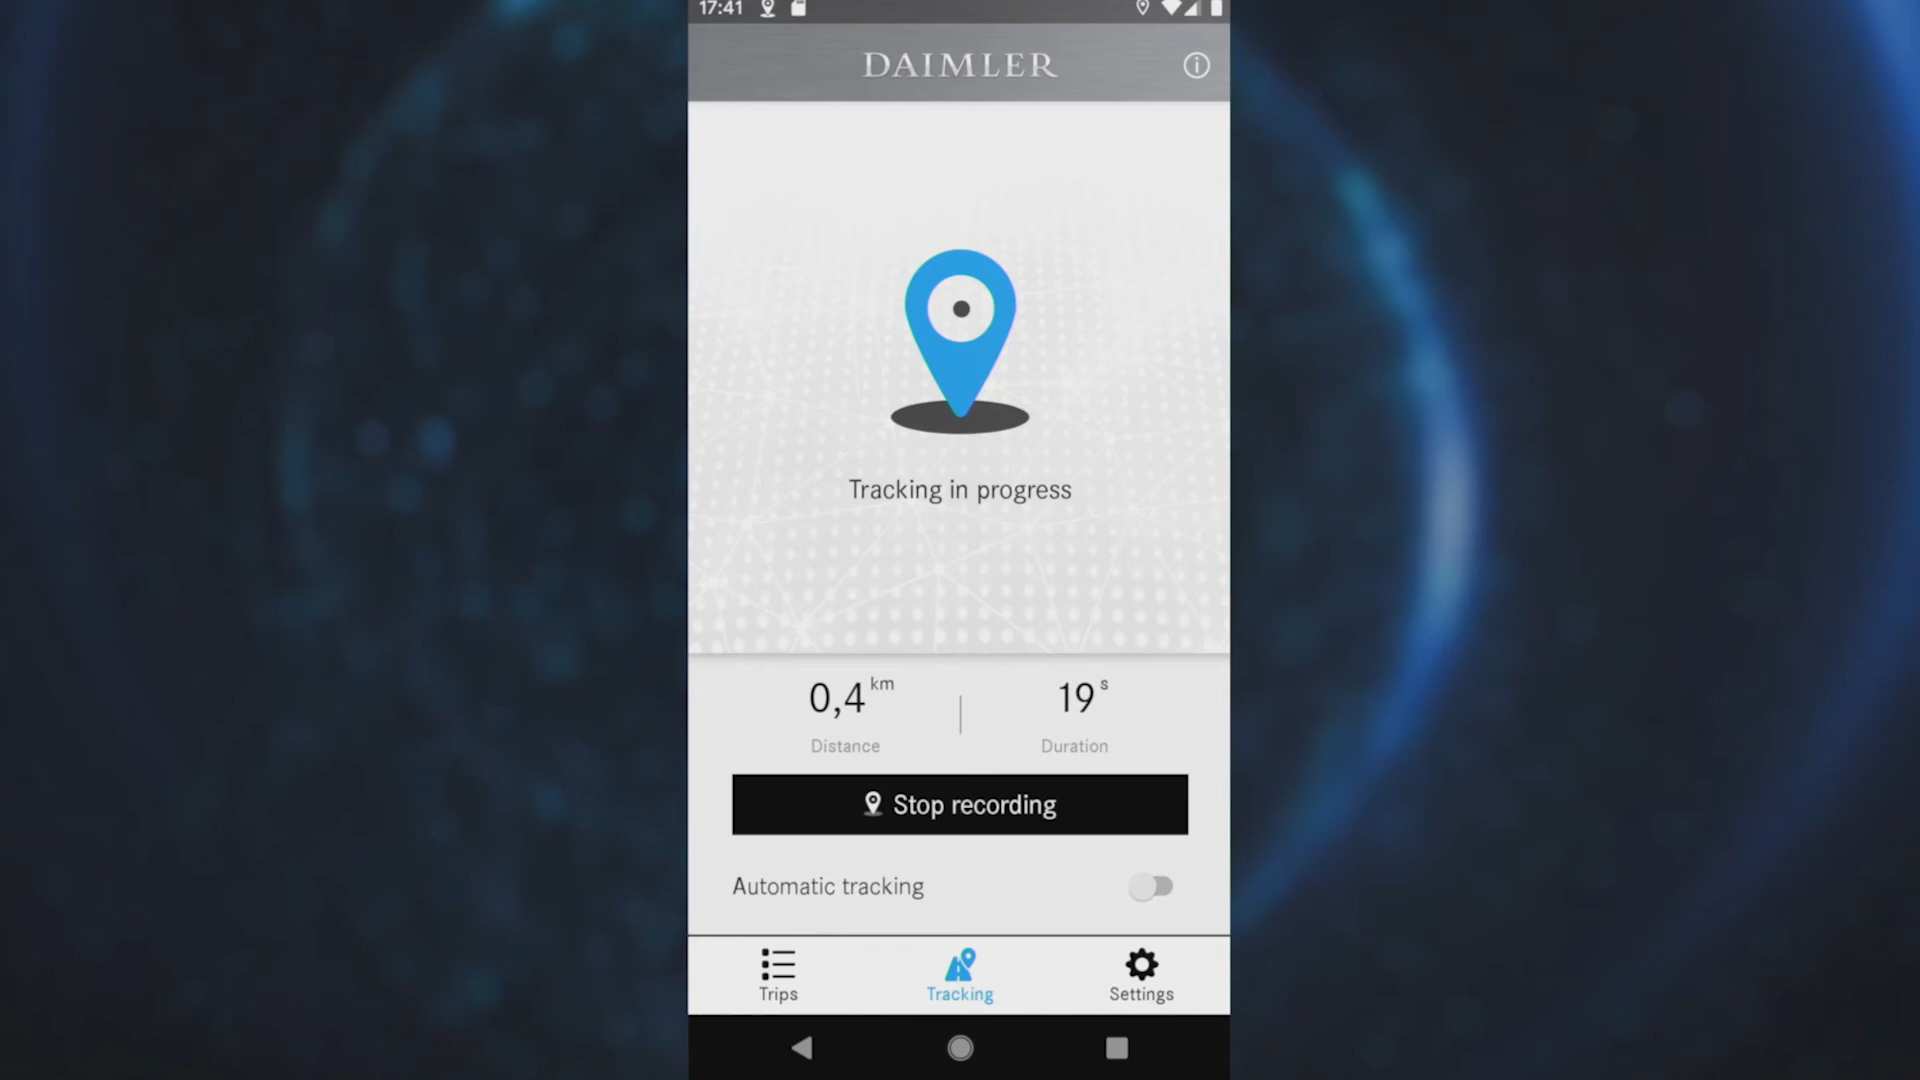 17:41
DAIMLER
Tracking in progress
0,4 km
19 s
Distance
Duration
Stop recording
Automatic tracking
Trips
Tracking
Settings